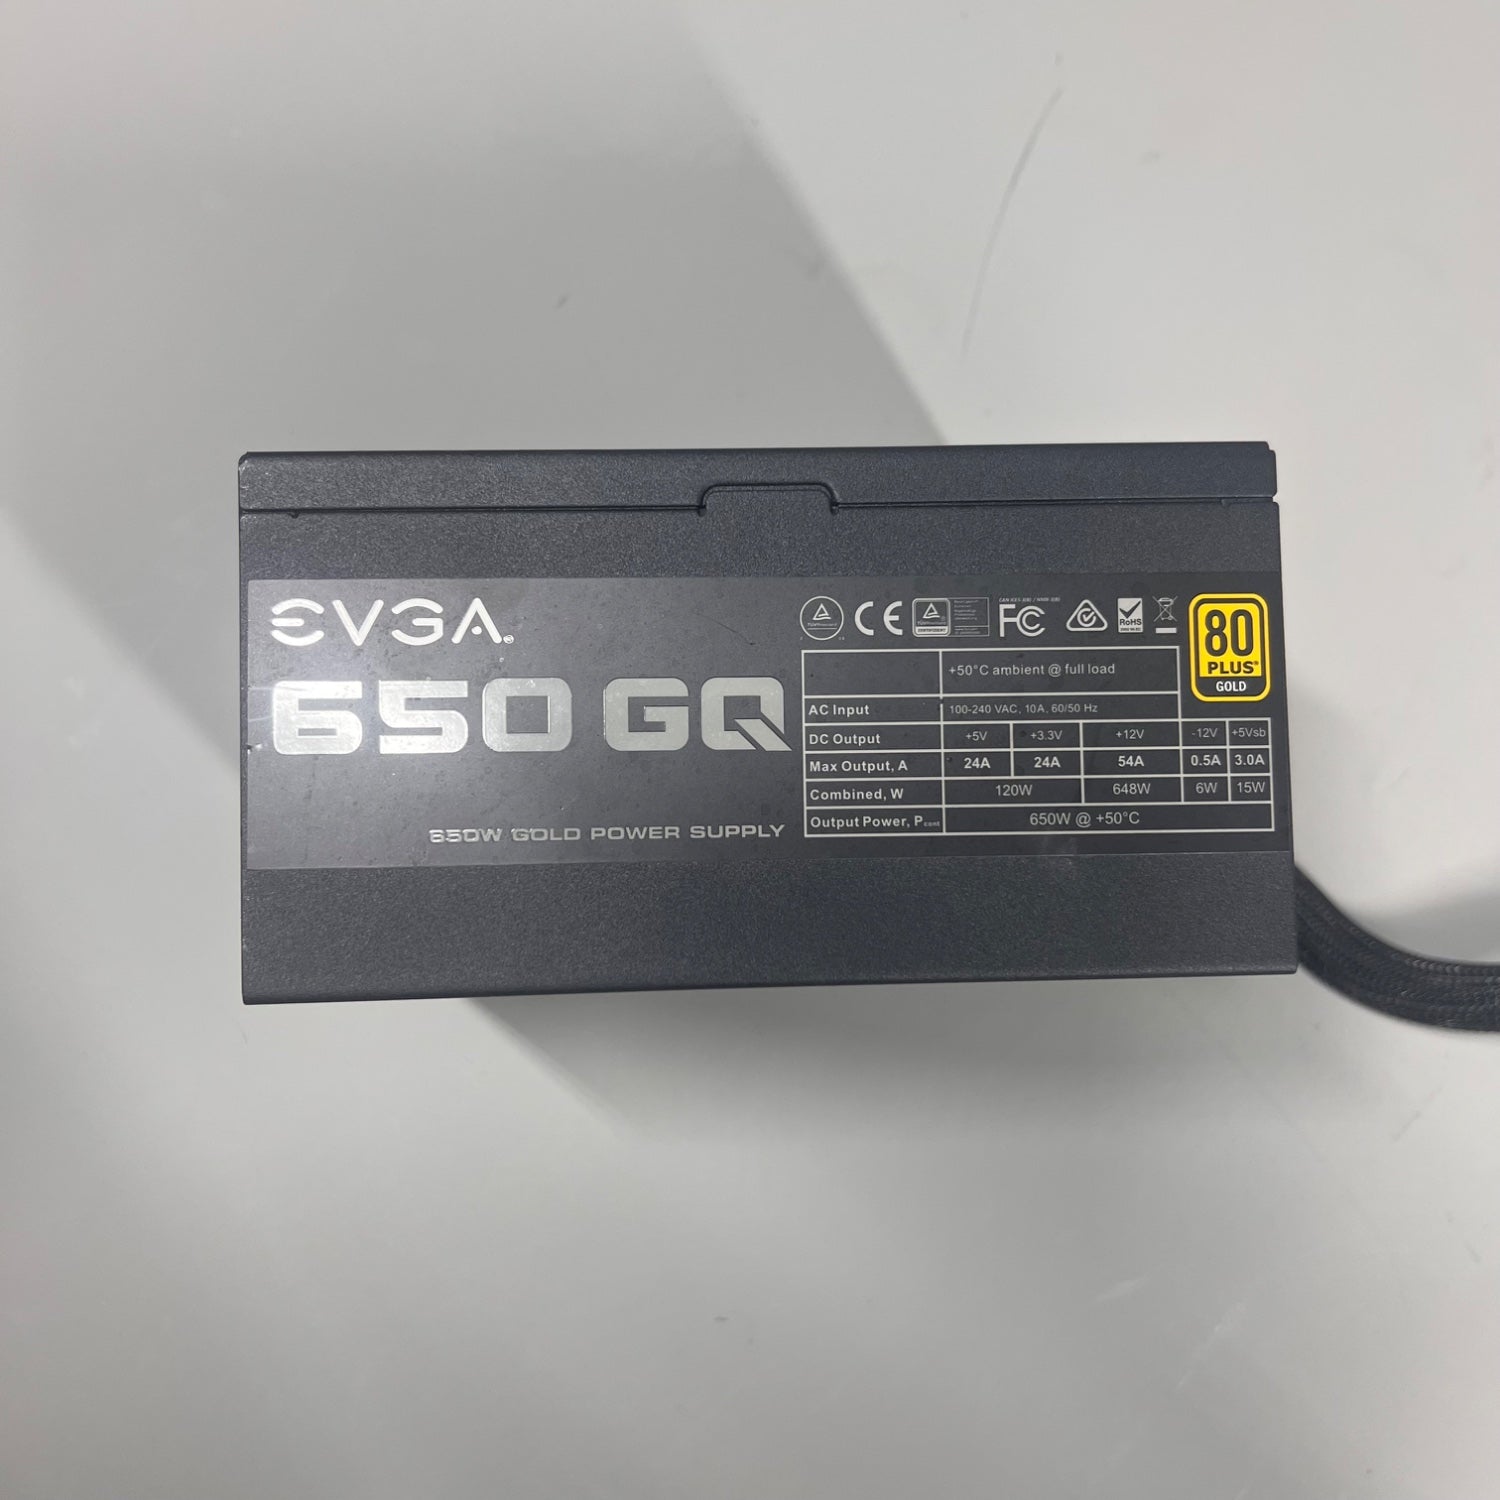 EVGA®
650 GQ
650W GOLD POWER SUPPLY
CE
FC
RoHS
80
PLUS®
GOLD
+50°C ambient @ full load
AC Input 100-240 VAC, 10A, 60/50 Hz
DC Output +5V +3.3V +12V -12V +5Vsb
Max Output, A 24A 24A 54A 0.5A 3.0A
Combined, W 120W 648W 6W 15W
Output Power, Pcont 650W @ +50°C